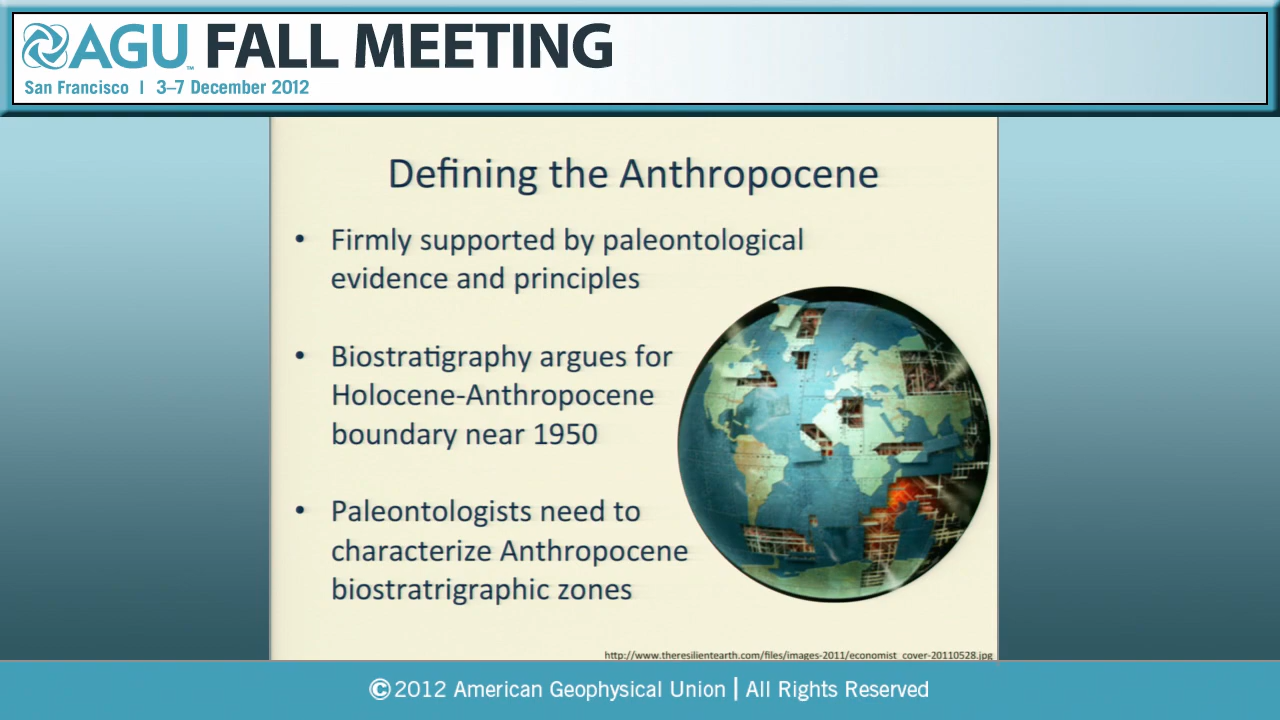 AGU™ FALL MEETING
San Francisco | 3–7 December 2012
Defining the Anthropocene
• Firmly supported by paleontological
evidence and principles
• Biostratigraphy argues for
Holocene-Anthropocene
boundary near 1950
• Paleontologists need to
characterize Anthropocene
biostratrigraphic zones
http://www.theresilientearth.com/files/images-2011/economist_cover-20110528.jpg
©2012 American Geophysical Union | All Rights Reserved